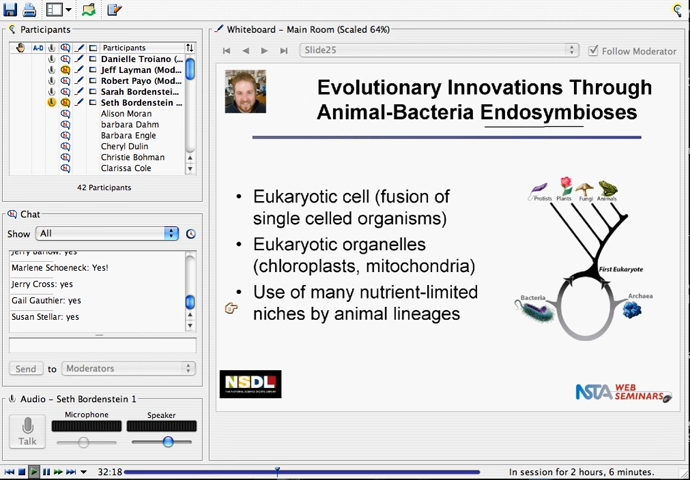 Participants
A-D
Participants
Danielle Troiano (...
Jeff Layman (Mod...
Robert Payo (Mod...
Sarah Bordenstei...
Seth Bordenstein ...
Alison Moran
barbara Dahm
Barbara Engle
Cheryl Dulin
Christie Bohman
Clarissa Cole
42 Participants
Chat
Show All
Marlene Schoeneck: Yes!
Jerry Cross: yes
Gail Gauthier: yes
Susan Stellar: yes
Send to Moderators
Audio - Seth Bordenstein 1
Microphone
Speaker
Talk
32:18
Whiteboard - Main Room (Scaled 64%)
Slide25
Follow Moderator
Evolutionary Innovations Through
Animal-Bacteria Endosymbioses
• Eukaryotic cell (fusion of
single celled organisms)
• Eukaryotic organelles
(chloroplasts, mitochondria)
• Use of many nutrient-limited
niches by animal lineages
Protists Plants Fungi Animals
First Eukaryote
Bacteria
Archaea
NSDL
NSTA WEB
SEMINARS
In session for 2 hours, 6 minutes.